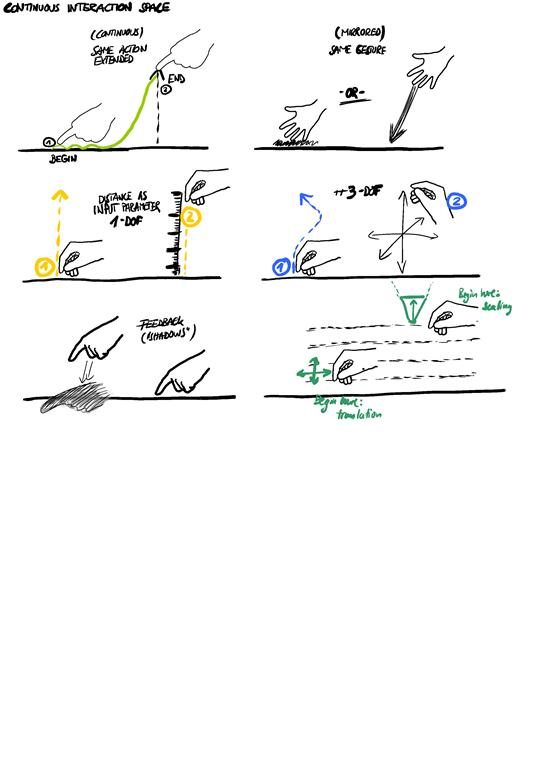 CONTINUOUS INTERACTION SPACE
(CONTINUOUS)
SAME ACTION
EXTENDED
END
2
1
BEGIN
(MIRRORED)
SAME GESTURE
-OR-
DISTANCE AS
INPUT PARAMETER
1-DOF
2
1
++3-DOF
2
1
FEEDBACK
("SHADOWS")
Begin here:
scaling
Begin here:
translation